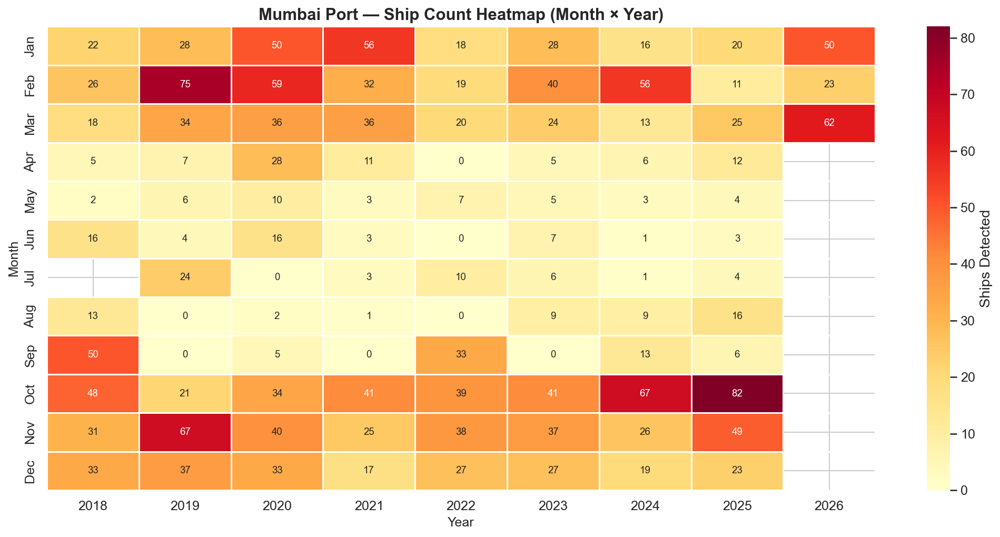 Mumbai Port — Ship Count Heatmap (Month × Year)
Jan 22 28 50 56 18 28 16 20 50
Feb 26 75 59 32 19 40 56 11 23
Mar 18 34 36 36 20 24 13 25 62
Apr 5 7 28 11 0 5 6 12
May 2 6 10 3 7 5 3 4
Jun 16 4 16 3 0 7 1 3
Jul 24 0 3 10 6 1 4
Aug 13 0 2 1 0 9 9 16
Sep 50 0 5 0 33 0 13 6
Oct 48 21 34 41 39 41 67 82
Nov 31 67 40 25 38 37 26 49
Dec 33 37 33 17 27 27 19 23
2018 2019 2020 2021 2022 2023 2024 2025 2026
Year
Month
80
70
60
50
40
30
20
10
0
Ships Detected